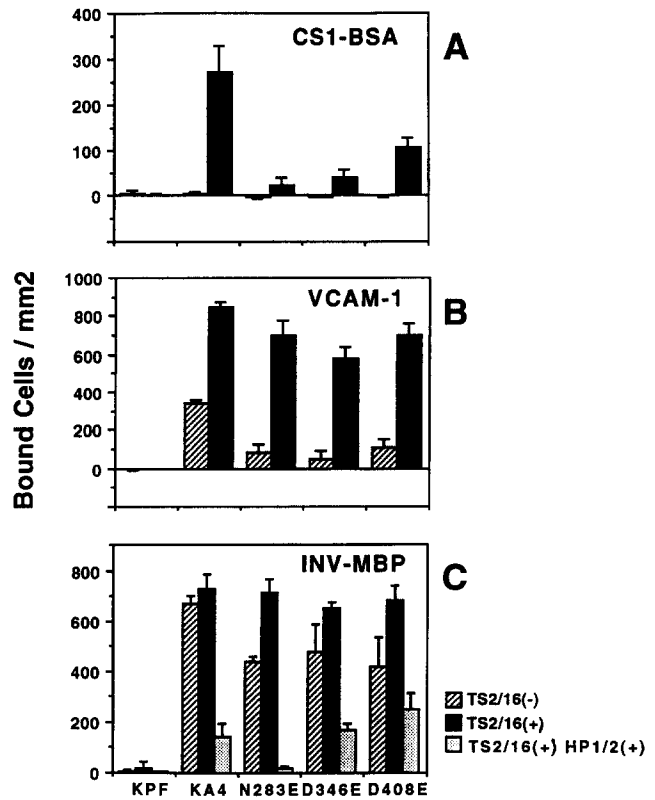 400
300
200
100
0
CS1-BSA
A
1000
800
600
400
200
0
VCAM-1
B
Bound Cells / mm2
800
600
400
200
0
INV-MBP
C
KPF KA4 N283E D346E D408E
TS2/16(-)
TS2/16(+)
TS2/16(+) HP1/2(+)